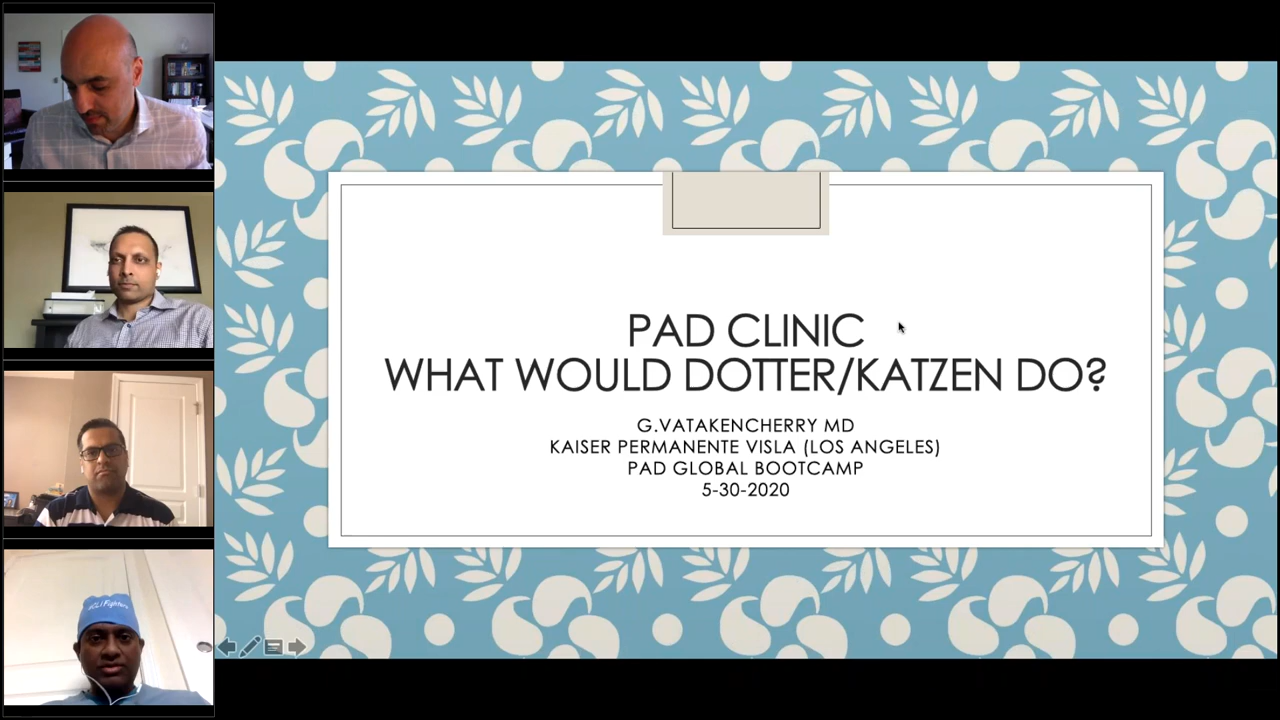 PAD CLINIC
WHAT WOULD DOTTER/KATZEN DO?
G.VATAKENCHERRY MD
KAISER PERMANENTE VISLA (LOS ANGELES)
PAD GLOBAL BOOTCAMP
5-30-2020
#CLIFighters